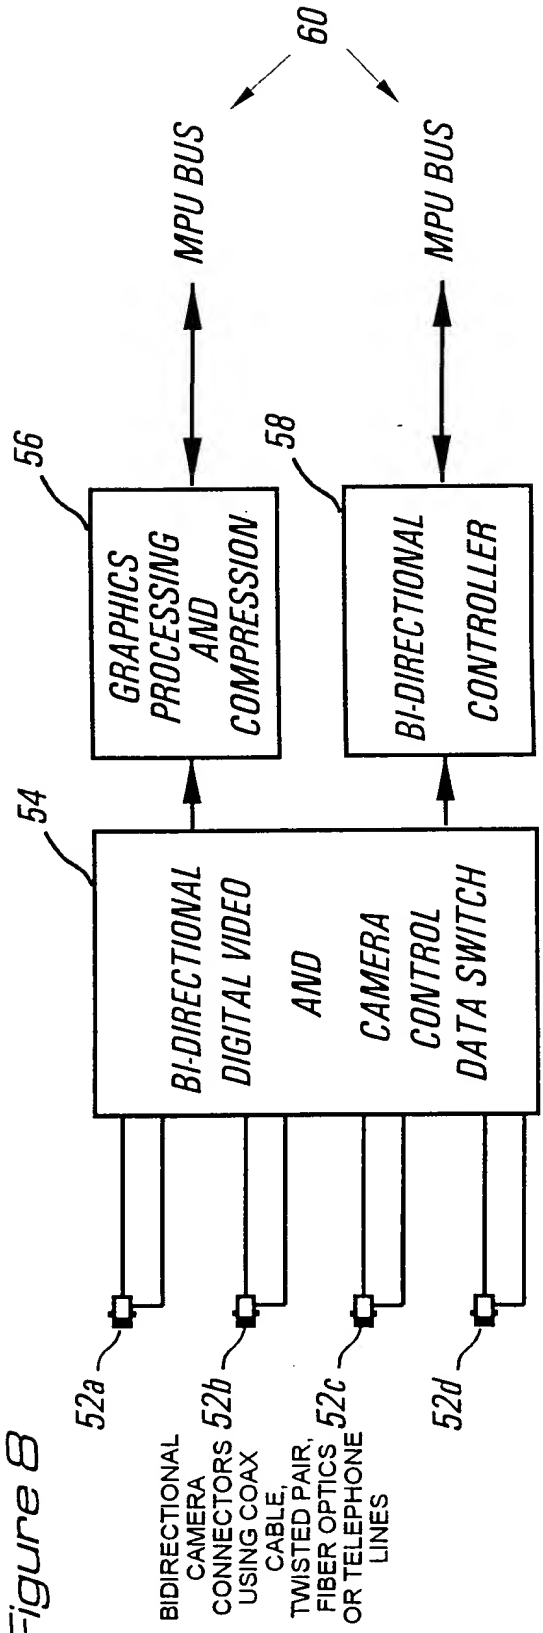 Figure 8
52a
52b
52c
52d
BIDIRECTIONAL
CAMERA
CONNECTORS
USING COAX
CABLE,
TWISTED PAIR,
FIBER OPTICS
OR TELEPHONE
LINES
54
BI-DIRECTIONAL
DIGITAL VIDEO
AND
CAMERA
CONTROL
DATA SWITCH
56
GRAPHICS
PROCESSING
AND
COMPRESSION
58
BI-DIRECTIONAL
CONTROLLER
MPU BUS
MPU BUS
60